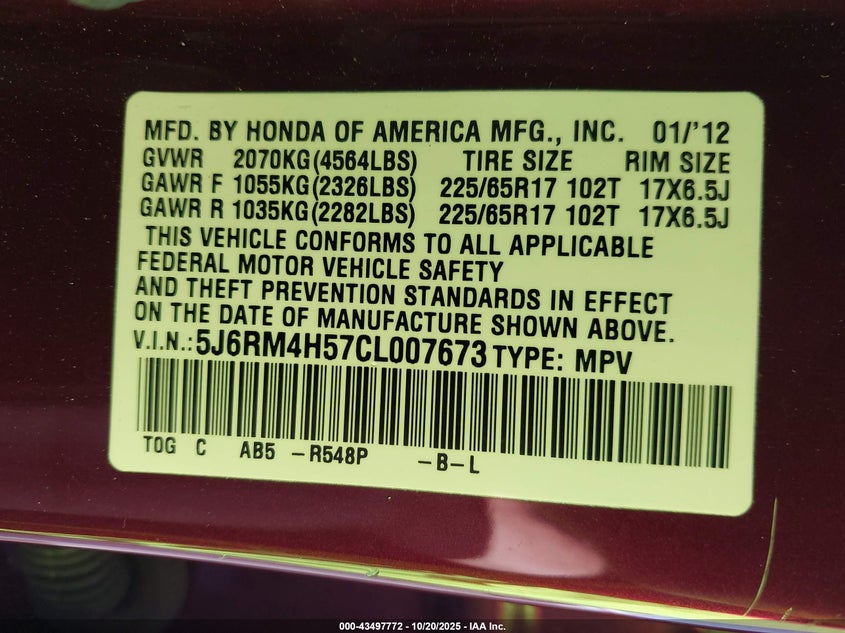 MFD. BY HONDA OF AMERICA MFG., INC. 01/'12
GVWR 2070KG(4564LBS) TIRE SIZE RIM SIZE
GAWR F 1055KG(2326LBS) 225/65R17 102T 17X6.5J
GAWR R 1035KG(2282LBS) 225/65R17 102T 17X6.5J
THIS VEHICLE CONFORMS TO ALL APPLICABLE
FEDERAL MOTOR VEHICLE SAFETY
AND THEFT PREVENTION STANDARDS IN EFFECT
ON THE DATE OF MANUFACTURE SHOWN ABOVE.
V.I.N.: 5J6RM4H57CL007673 TYPE: MPV
TOG C AB5 -R548P -B-L
000-43497772 - 10/20/2025 - IAA Inc.